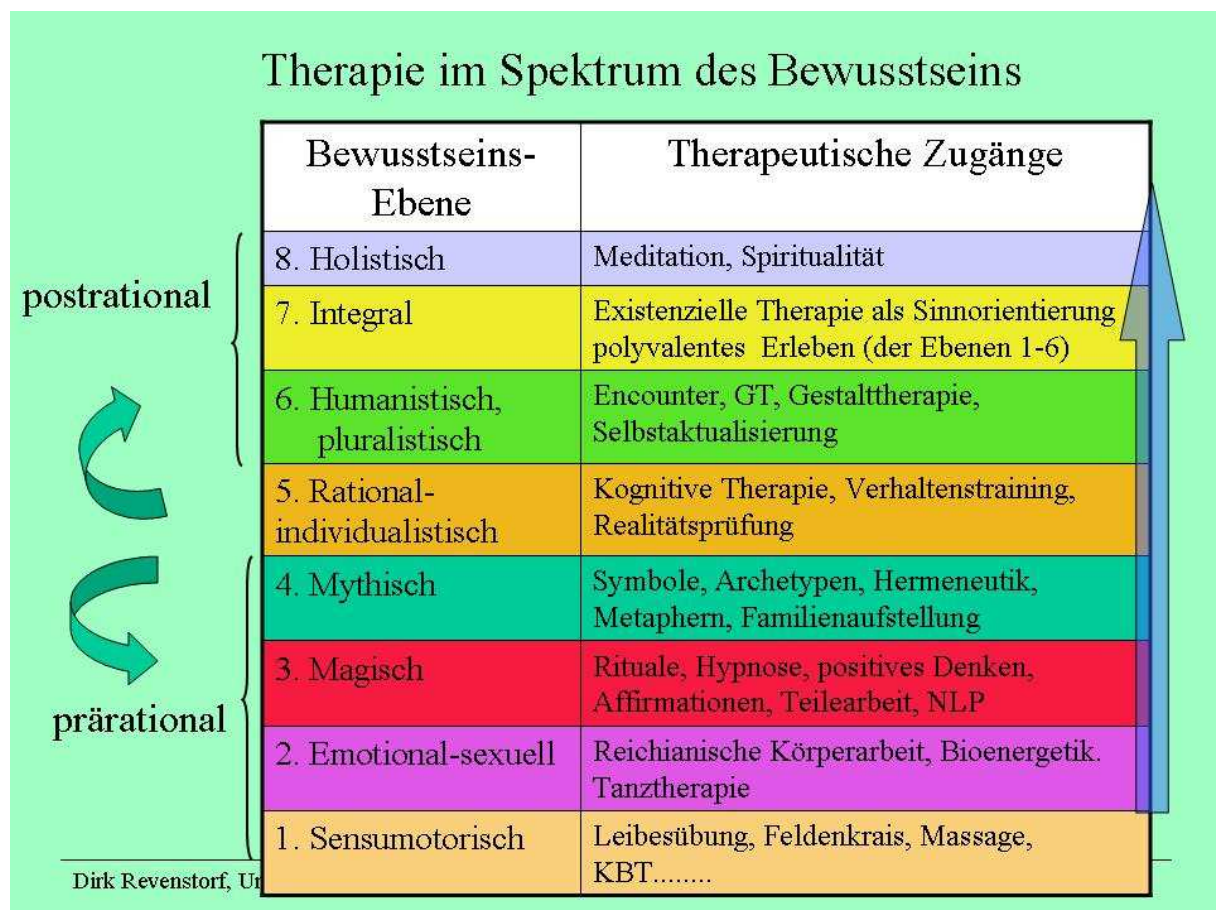 Therapie im Spektrum des Bewusstseins
Bewusstseins-
Ebene
Therapeutische Zugänge
postrational
8. Holistisch
Meditation, Spiritualität
7. Integral
Existenzielle Therapie als Sinnorientierung
polyvalentes Erleben (der Ebenen 1-6)
6. Humanistisch,
pluralistisch
Encounter, GT, Gestalttherapie,
Selbstaktualisierung
5. Rational-
individualistisch
Kognitive Therapie, Verhaltenstraining,
Realitätsprüfung
prärational
4. Mythisch
Symbole, Archetypen, Hermeneutik,
Metaphern, Familienaufstellung
3. Magisch
Rituale, Hypnose, positives Denken,
Affirmationen, Teilearbeit, NLP
2. Emotional-sexuell
Reichianische Körperarbeit, Bioenergetik.
Tanztherapie
1. Sensumotorisch
Leibesübung, Feldenkrais, Massage,
KBT........
Dirk Revenstorf,